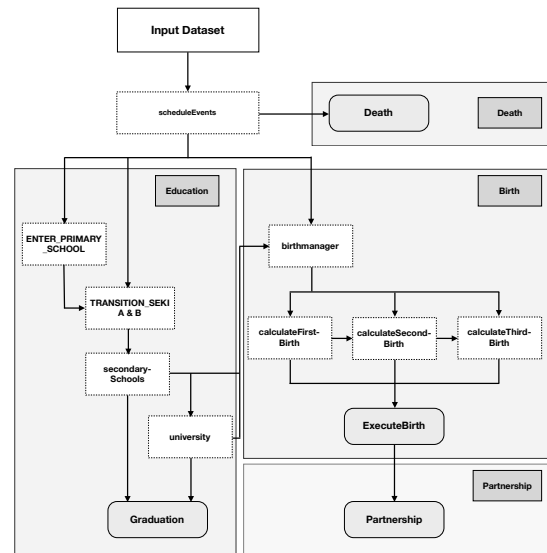 Input Dataset
scheduleEvents
Death
Death
Education
Birth
ENTER_PRIMARY
_SCHOOL
birthmanager
TRANSITION_SEKI
A & B
calculateFirst-
Birth
calculateSecond-
Birth
calculateThird-
Birth
secondary-
Schools
university
ExecuteBirth
Partnership
Graduation
Partnership